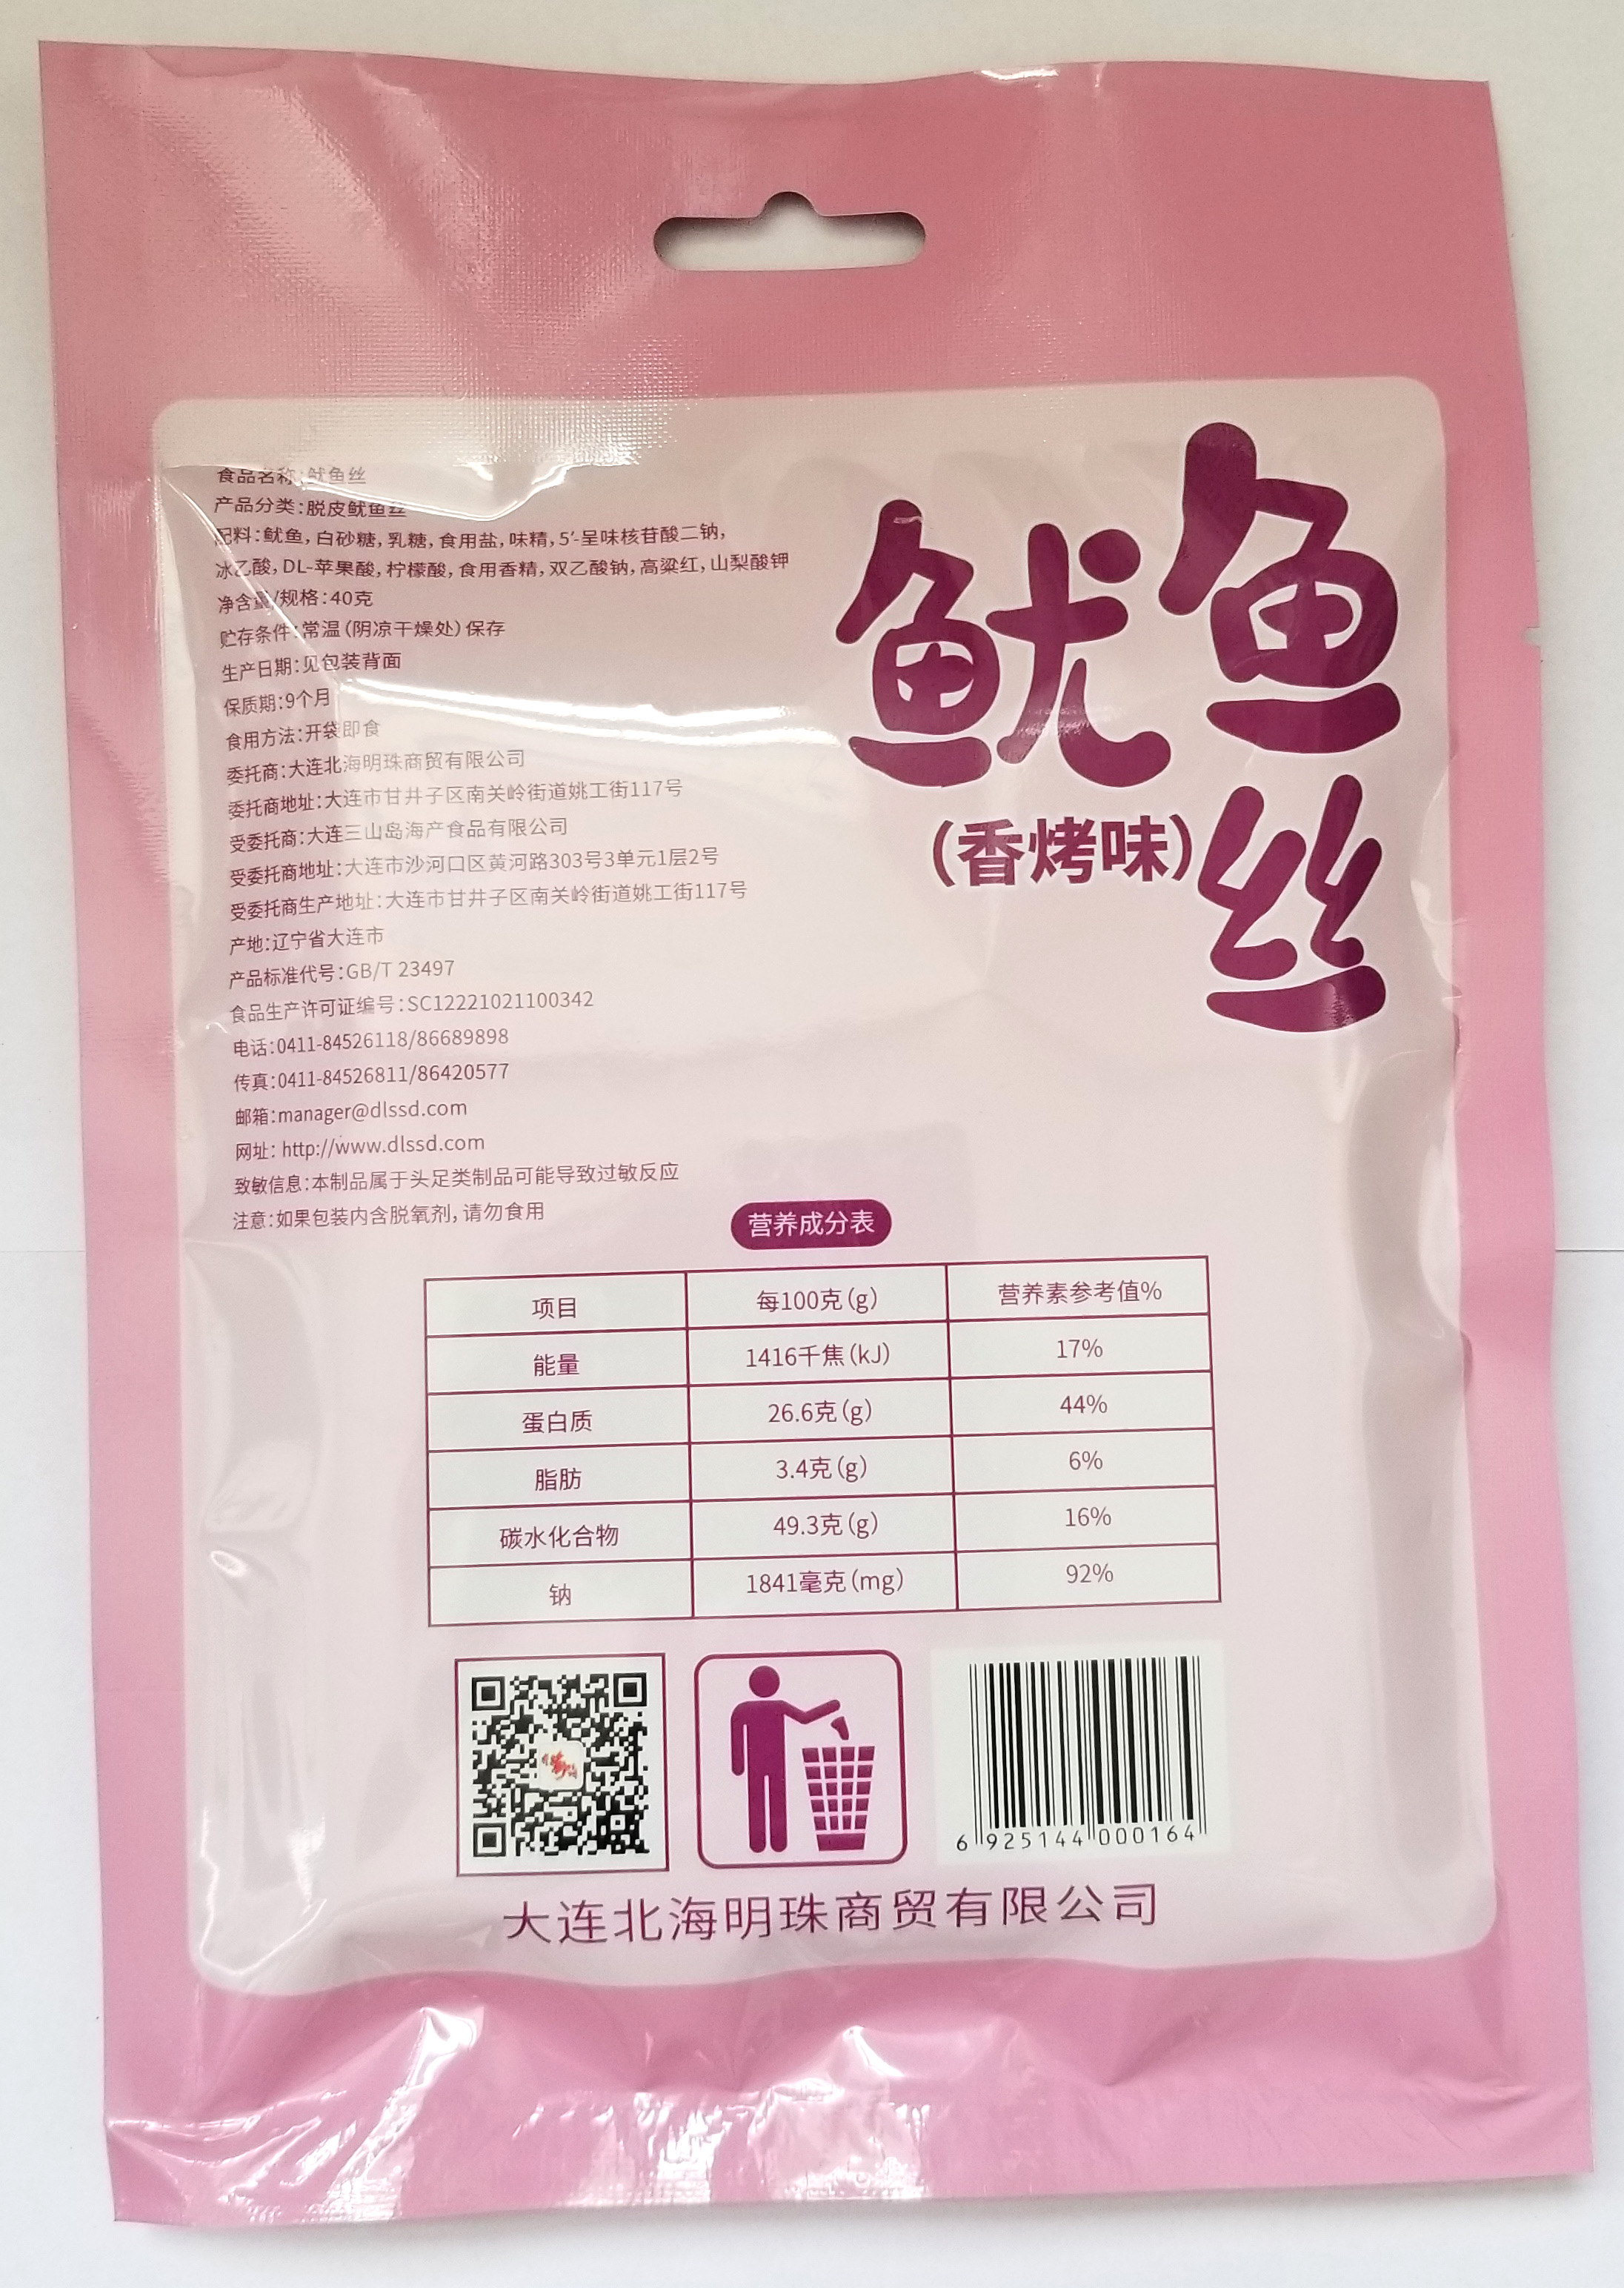 食品名称:鱿鱼丝
产品分类:脱皮鱿鱼丝
配料:鱿鱼,白砂糖,乳糖,食用盐,味精,5'-呈味核苷酸二钠,
冰乙酸,DL-苹果酸,柠檬酸,食用香精,双乙酸钠,高粱红,山梨酸钾
净含量/规格:40克
贮存条件:常温(阴凉干燥处)保存
生产日期:见包装背面
保质期:9个月
食用方法:开袋即食
委托商:大连北海明珠商贸有限公司
委托商地址:大连市甘井子区南关岭街道姚工街117号
受委托商:大连三山岛海产食品有限公司
受委托商地址:大连市沙河口区黄河路303号3单元1层2号
受委托商生产地址:大连市甘井子区南关岭街道姚工街117号
产地:辽宁省大连市
产品标准代号:GB/T 23497
食品生产许可证编号:SC12221021100342
电话:0411-84526118/86689898
传真:0411-84526811/86420577
邮箱:manager@dlssd.com
网址: http://www.dlssd.com
致敏信息:本制品属于头足类制品可能导致过敏反应
注意:如果包装内含脱氧剂,请勿食用
鱿鱼丝
(香烤味)
营养成分表
项目 每100克(g) 营养素参考值%
能量 1416千焦(kJ) 17%
蛋白质 26.6克(g) 44%
脂肪 3.4克(g) 6%
碳水化合物 49.3克(g) 16%
钠 1841毫克(mg) 92%
6 925144 000164
大连北海明珠商贸有限公司